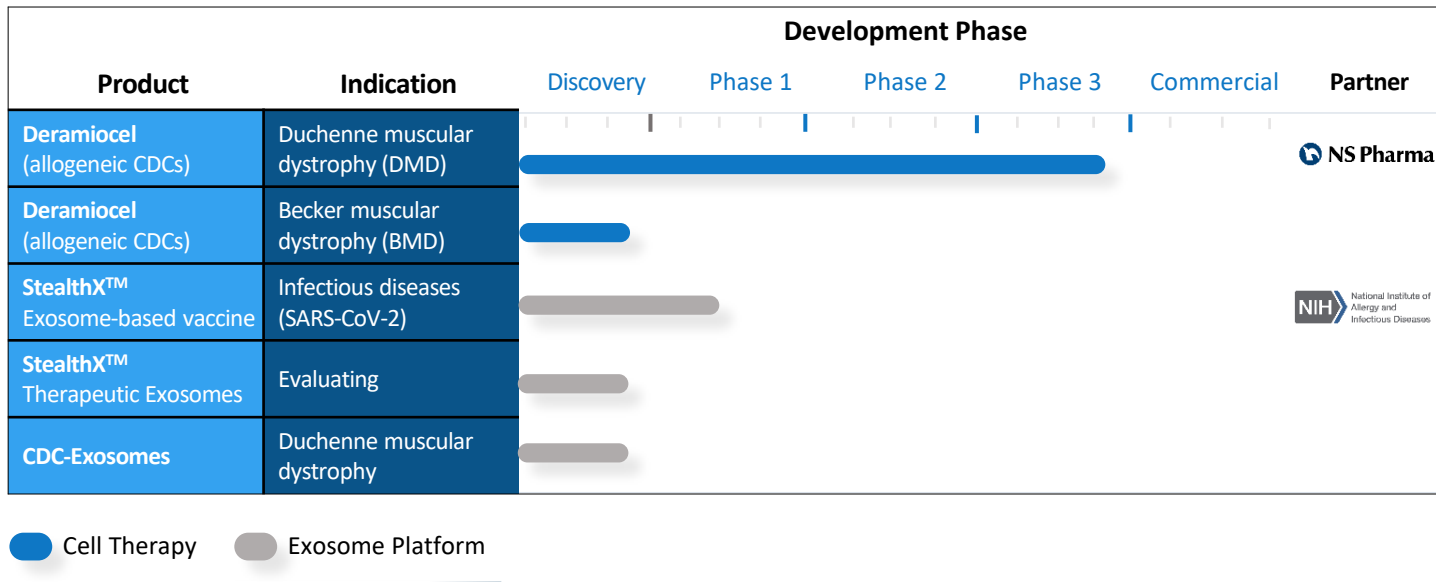 Development Phase
Product Indication Discovery Phase 1 Phase 2 Phase 3 Commercial Partner
Deramiocel
(allogeneic CDCs)
Duchenne muscular
dystrophy (DMD)
NS Pharma
Deramiocel
(allogeneic CDCs)
Becker muscular
dystrophy (BMD)
StealthX™
Exosome-based vaccine
Infectious diseases
(SARS-CoV-2)
NIH
National Institute of
Allergy and
Infectious Diseases
StealthX™
Therapeutic Exosomes
Evaluating
CDC-Exosomes
Duchenne muscular
dystrophy
Cell Therapy Exosome Platform